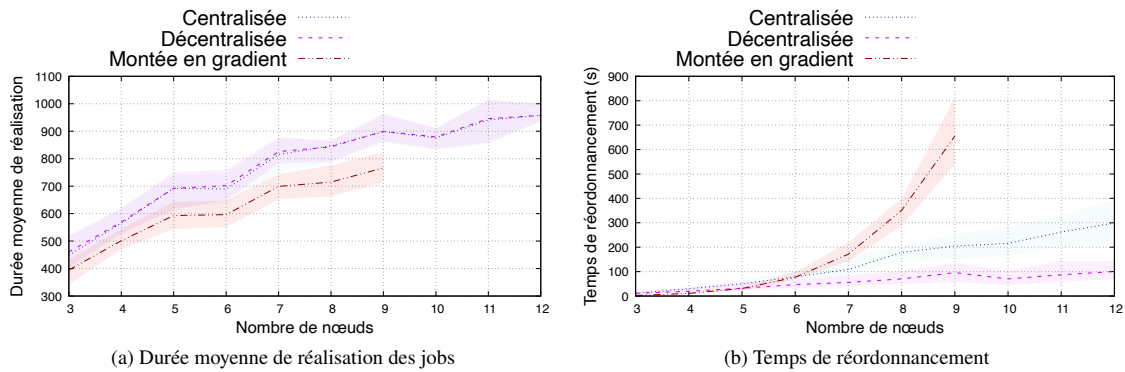 Centralisée
Décentralisée
Montée en gradient
1100
1000
900
800
700
600
500
400
300
3 4 5 6 7 8 9 10 11 12
Durée moyenne de réalisation
Nombre de nœuds
(a) Durée moyenne de réalisation des jobs
Centralisée
Décentralisée
Montée en gradient
900
800
700
600
500
400
300
200
100
0
3 4 5 6 7 8 9 10 11 12
Temps de réordonnancement (s)
Nombre de nœuds
(b) Temps de réordonnancement